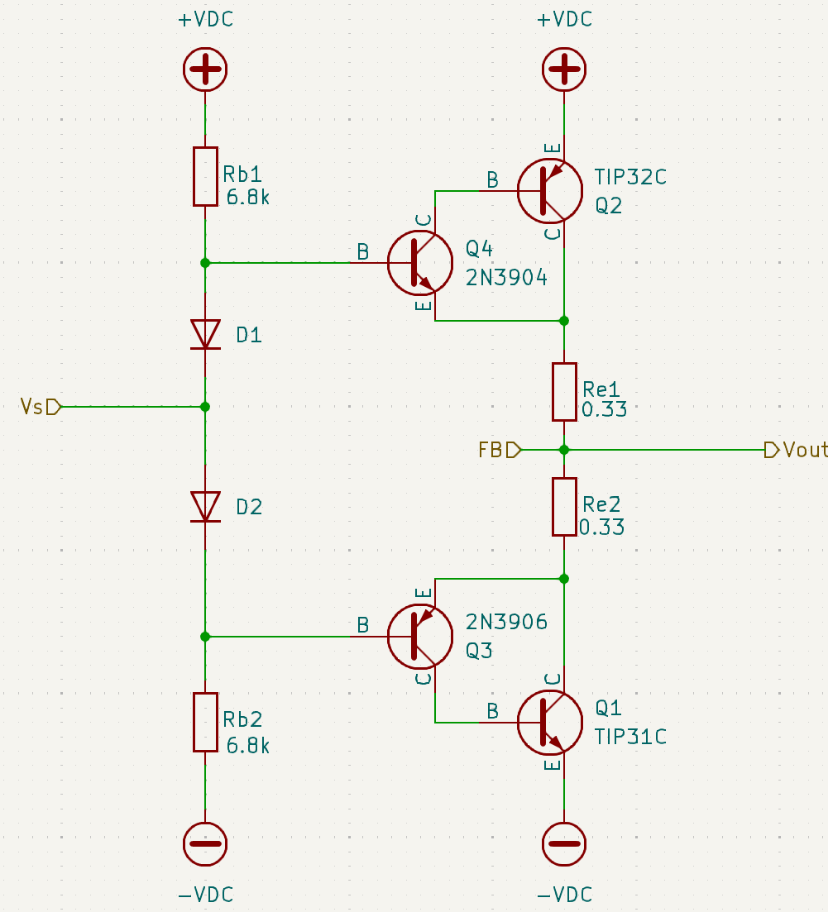 +VDC
+VDC
Rb1
6.8k
E
B
TIP32C
Q2
C
C
B
Q4
2N3904
E
D1
Re1
0.33
Vs
FB
Vout
D2
Re2
0.33
E
B
2N3906
Q3
C
C
B
Q1
TIP31C
Rb2
6.8k
E
−VDC
−VDC